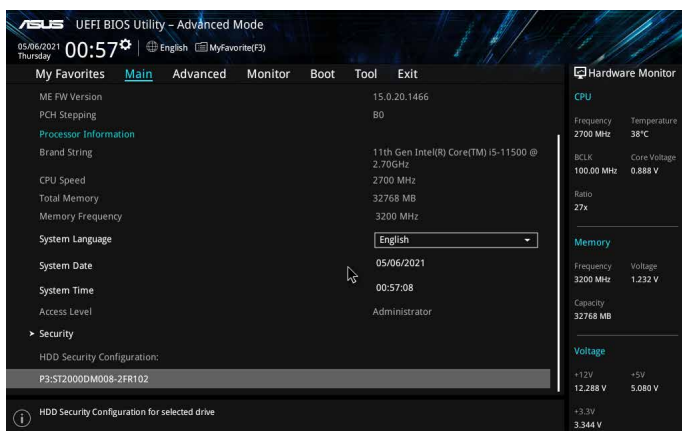 ASUS UEFI BIOS Utility – Advanced Mode
05/06/2021
Thursday
00:57
English
MyFavorite(F3)
My Favorites Main Advanced Monitor Boot Tool Exit
ME FW Version 15.0.20.1466
PCH Stepping B0
Processor Information
Brand String 11th Gen Intel(R) Core(TM) i5-11500 @
2.70GHz
CPU Speed 2700 MHz
Total Memory 32768 MB
Memory Frequency 3200 MHz
System Language English
System Date 05/06/2021
System Time 00:57:08
Access Level Administrator
Security
HDD Security Configuration:
P3:ST2000DM008-2FR102
HDD Security Configuration for selected drive
Hardware Monitor
CPU
Frequency Temperature
2700 MHz 38°C
BCLK Core Voltage
100.00 MHz 0.888 V
Ratio
27x
Memory
Frequency Voltage
3200 MHz 1.232 V
Capacity
32768 MB
Voltage
+12V +5V
12.288 V 5.080 V
+3.3V
3.344 V